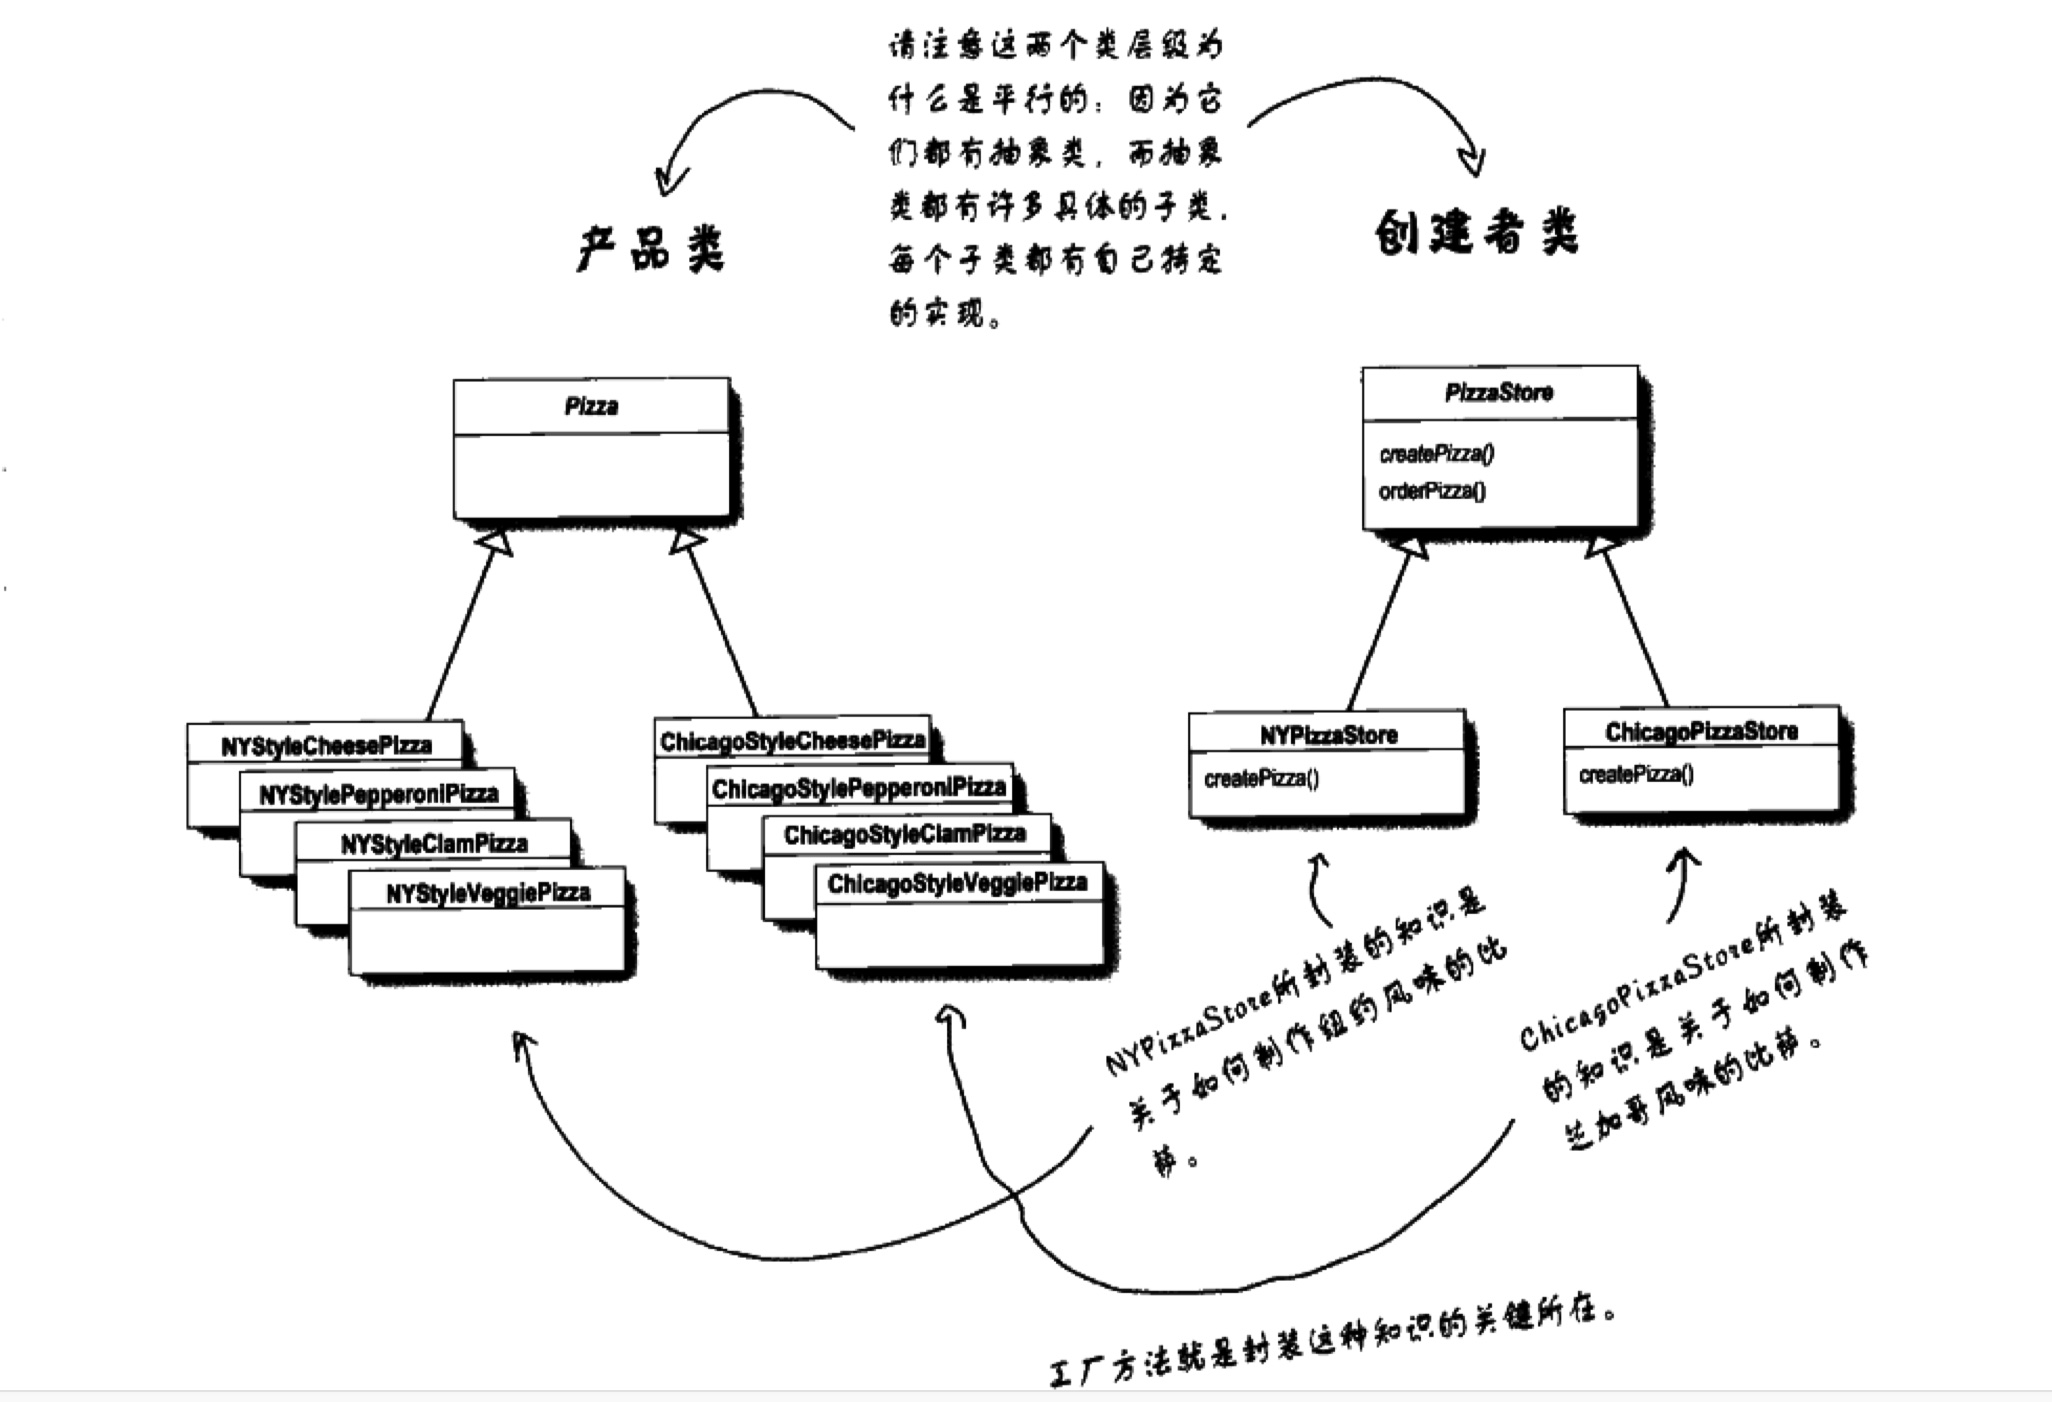 请注意这两个类层级为
什么是平行的：因为它
们都有抽象类，而抽象
类都有许多具体的子类，
每个子类都有自己特定
的实现。
产品类
创建者类
Pizza
PizzaStore
createPizza()
orderPizza()
NYStyleCheesePizza
NYStylePepperoniPizza
NYStyleClamPizza
NYStyleVeggiePizza
ChicagoStyleCheesePizza
ChicagoStylePepperoniPizza
ChicagoStyleClamPizza
ChicagoStyleVeggiePizza
NYPizzaStore
createPizza()
ChicagoPizzaStore
createPizza()
NYPizzaStore所封装的知识是
关于如何制作纽约风味的比
萨。
ChicagoPizzaStore所封装
的知识是关于如何制作
芝加哥风味的比萨。
工厂方法就是封装这种知识的关键所在。